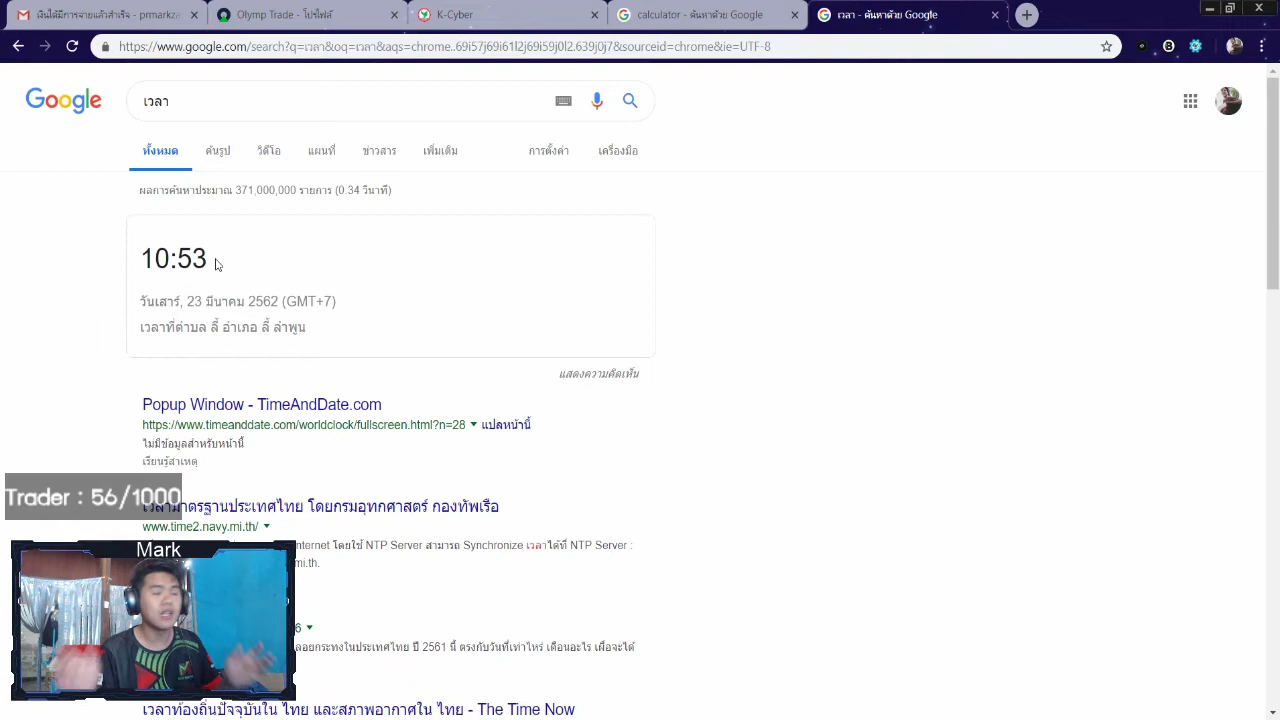 วันได้มีการจ่ายแล้วสำเร็จ - prmarkza
Olymp Trade - โปรไฟล์
K-Cyber
calculator - ค้นหาด้วย Google
เวลา - ค้นหาด้วย Google
https://www.google.com/search?q=เวลา&oq=เวลา&aqs=chrome..69i57j69i61l2j69i59j0l2.639j0j7&sourceid=chrome&ie=UTF-8
Google
เวลา
ทั้งหมด
ค้นรูป
วิดีโอ
แผนที่
ข่าวสาร
เพิ่มเติม
การตั้งค่า
เครื่องมือ
ผลการค้นหาประมาณ 371,000,000 รายการ (0.34 วินาที)
10:53
วันเสาร์, 23 มีนาคม 2562 (GMT+7)
เวลาที่ตำบล ลี้ อำเภอ ลี้ ลำพูน
แสดงความคิดเห็น
Popup Window - TimeAndDate.com
https://www.timeanddate.com/worldclock/fullscreen.html?n=28 แปลหน้านี้
ไม่มีข้อมูลสำหรับหน้านี้
เรียนรู้สาเหตุ
Trader : 56/1000
เวลามาตรฐานประเทศไทย โดยกรมอุทกศาสตร์ กองทัพเรือ
www.time2.navy.mi.th/
nternet โดยใช้ NTP Server สามารถ Synchronize เวลาได้ที่ NTP Server :
Mark
mi.th.
6
ลอยกระทงในประเทศไทย ปี 2561 นี้ ตรงกับวันที่เท่าไหร่ เดือนอะไร เผื่อจะได้
เวลาท้องถิ่นปัจจุบันใน ไทย และสภาพอากาศใน ไทย - The Time Now